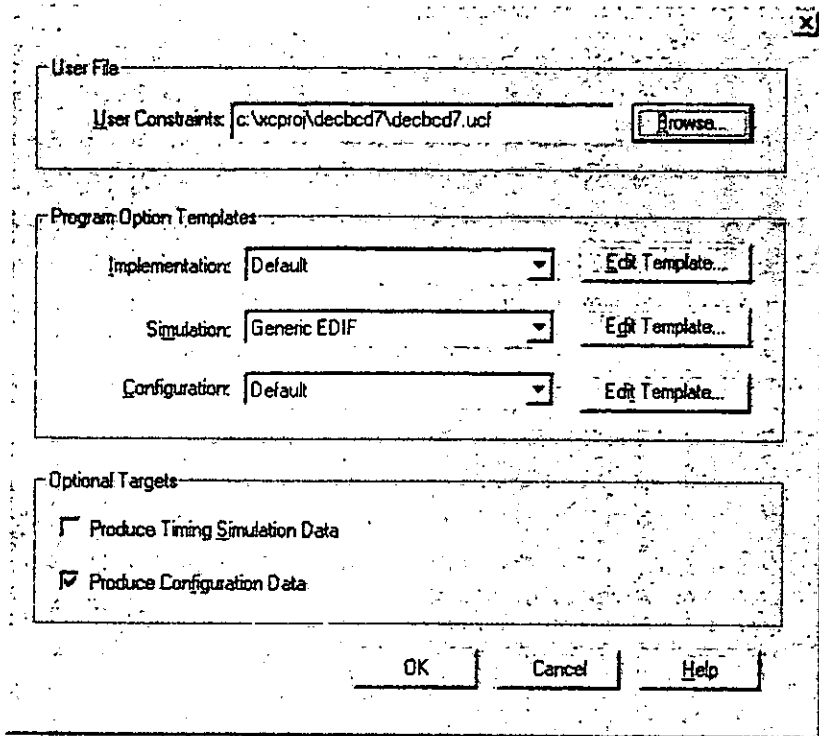 User File
User Constraints: c:\xcproj\decbcd7\decbcd7.ucf Browse...
Program Option Templates
Implementation: Default Edit Template...
Simulation: Generic EDIF Edit Template...
Configuration: Default Edit Template...
Optional Targets
Produce Timing Simulation Data
Produce Configuration Data
OK Cancel Help